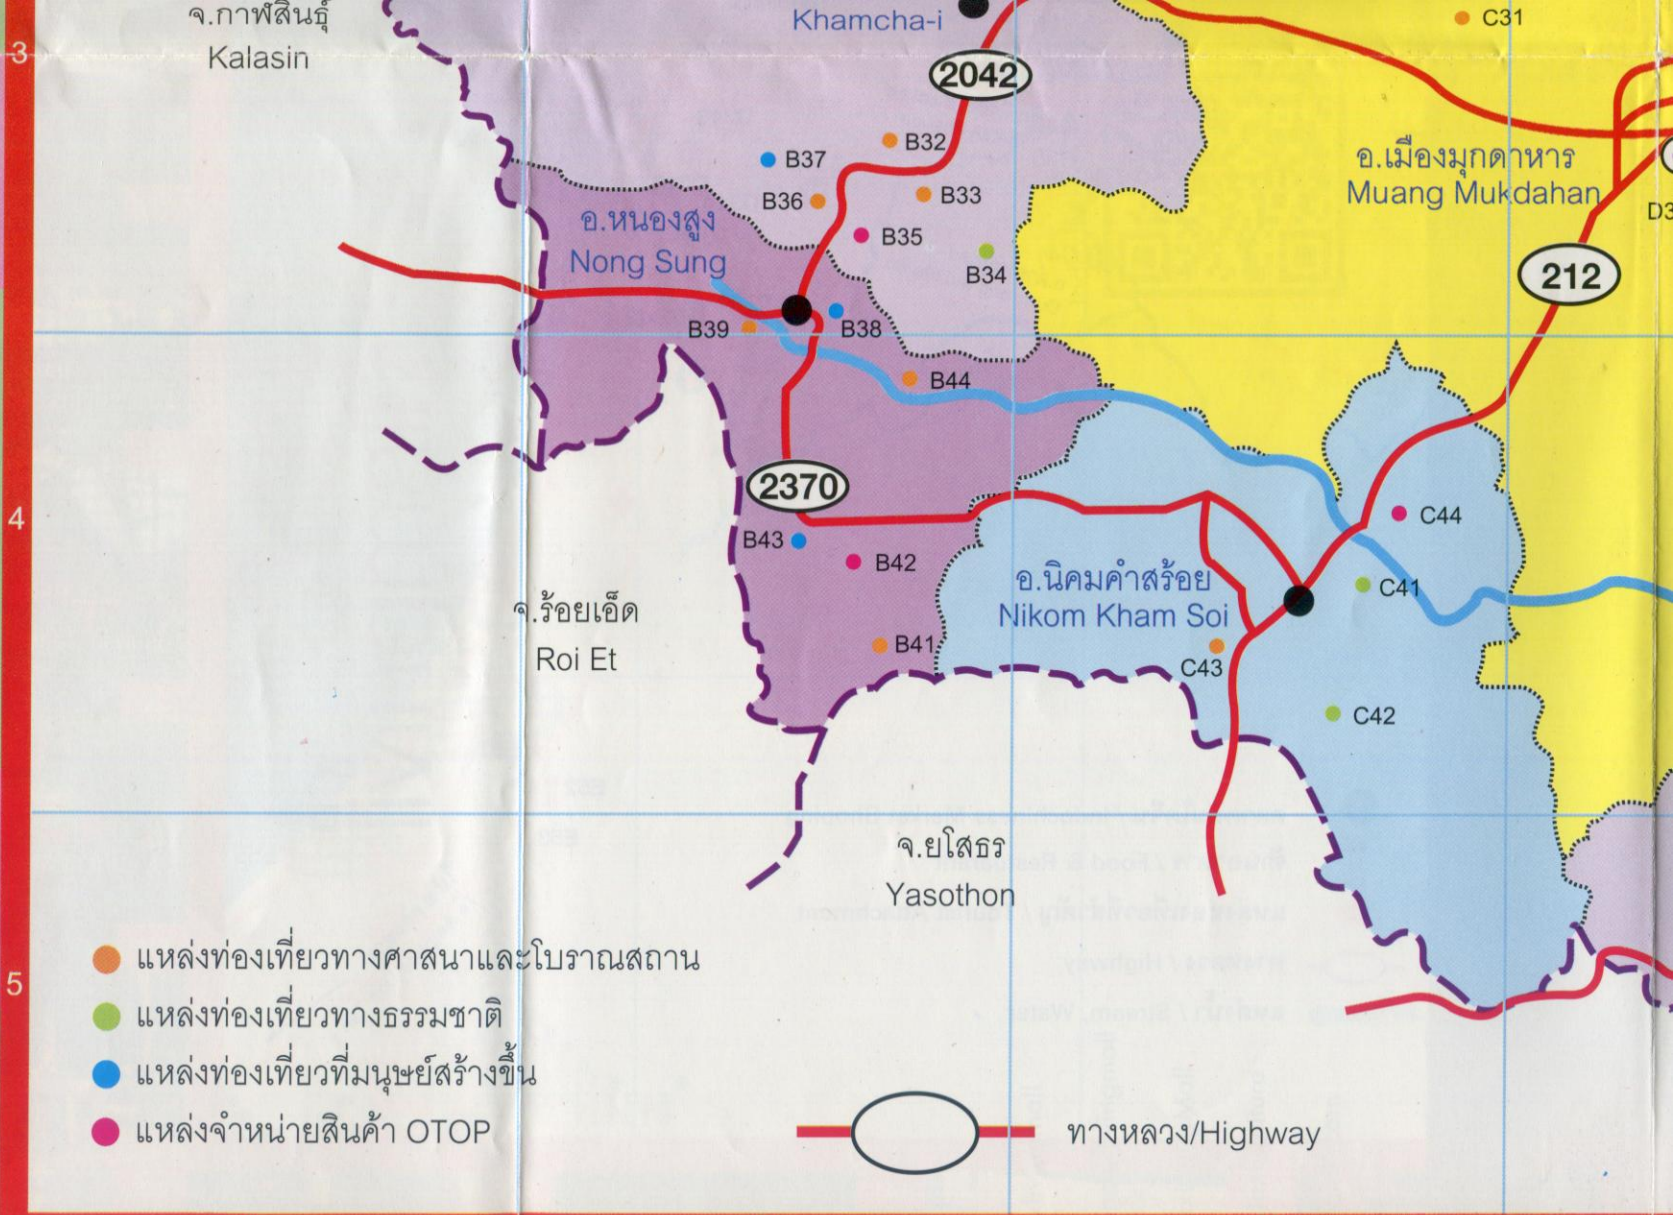 จ.กาฬสินธุ์
Kalasin
Khamcha-i
C31
3
2042
B32
B37
B36
B33
B35
B34
อ.เมืองมุกดาหาร
Muang Mukdahan
D3
อ.หนองสูง
Nong Sung
212
B39
B38
B44
2370
4
B43
B42
C44
อ.นิคมคำสร้อย
Nikom Kham Soi
C41
จ.ร้อยเอ็ด
Roi Et
B41
C43
C42
จ.ยโสธร
Yasothon
5
แหล่งท่องเที่ยวทางศาสนาและโบราณสถาน
แหล่งท่องเที่ยวทางธรรมชาติ
แหล่งท่องเที่ยวที่มนุษย์สร้างขึ้น
แหล่งจำหน่ายสินค้า OTOP
ทางหลวง/Highway